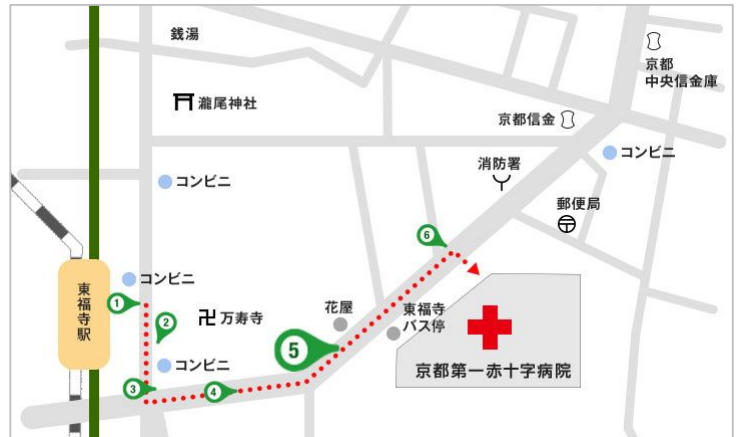 銭湯
瀧尾神社
京都
中央信金庫
京都信金
コンビニ
消防署
コンビニ
郵便局
6
コンビニ
1
東福寺駅
2
万寿寺
花屋
東福寺
バス停
5
コンビニ
3
4
京都第一赤十字病院